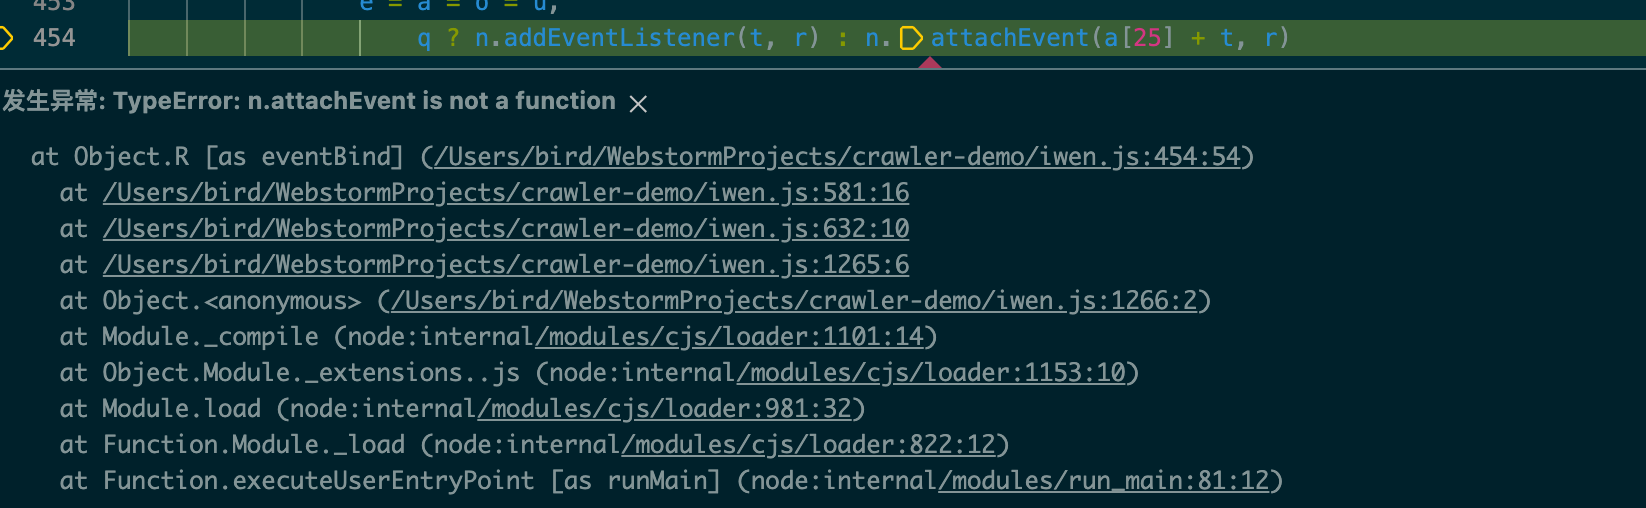 453 e = a = o = u,
454 q ? n.addEventListener(t, r) : n.attachEvent(a[25] + t, r)
发生异常: TypeError: n.attachEvent is not a function
at Object.R [as eventBind] (/Users/bird/WebstormProjects/crawler-demo/iwen.js:454:54)
at /Users/bird/WebstormProjects/crawler-demo/iwen.js:581:16
at /Users/bird/WebstormProjects/crawler-demo/iwen.js:632:10
at /Users/bird/WebstormProjects/crawler-demo/iwen.js:1265:6
at Object.<anonymous> (/Users/bird/WebstormProjects/crawler-demo/iwen.js:1266:2)
at Module._compile (node:internal/modules/cjs/loader:1101:14)
at Object.Module._extensions..js (node:internal/modules/cjs/loader:1153:10)
at Module.load (node:internal/modules/cjs/loader:981:32)
at Function.Module._load (node:internal/modules/cjs/loader:822:12)
at Function.executeUserEntryPoint [as runMain] (node:internal/modules/run_main:81:12)